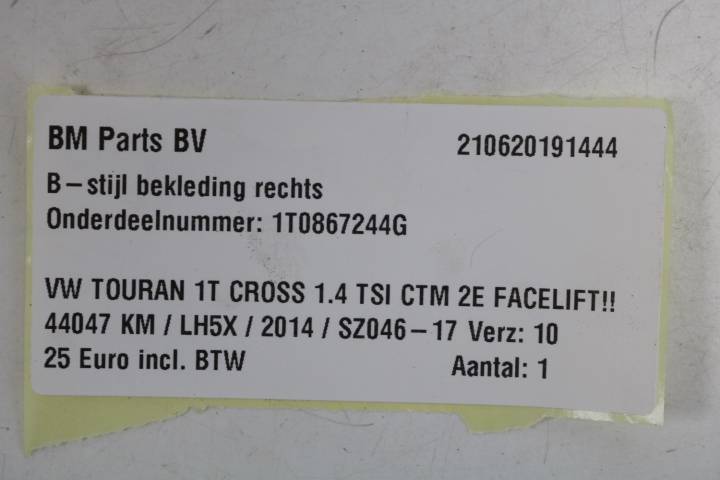 BM Parts BV 210620191444
B-stijl bekleding rechts
Onderdeelnummer: 1T0867244G
VW TOURAN 1T CROSS 1.4 TSI CTM 2E FACELIFT!!
44047 KM / LH5X / 2014 / SZ046-17 Verz: 10
25 Euro incl. BTW Aantal: 1